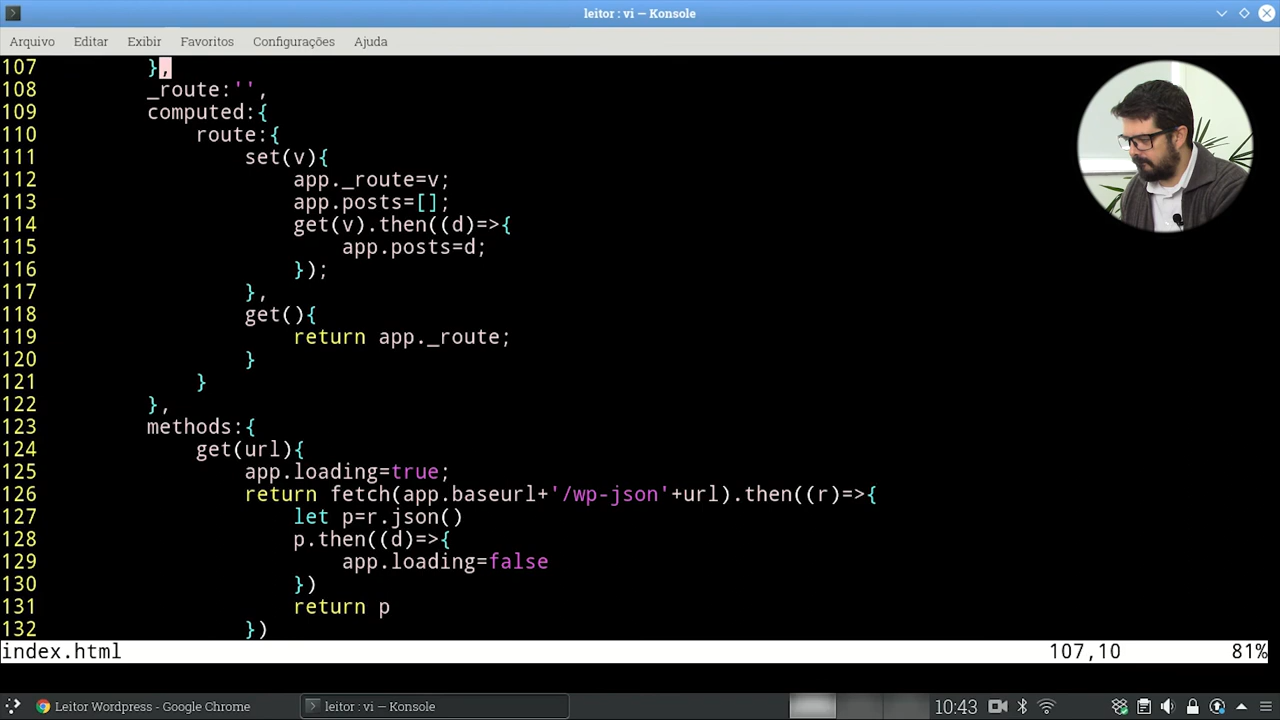 leitor : vi — Konsole
Arquivo Editar Exibir Favoritos Configurações Ajuda
107 },
108 _route:'',
109 computed:{
110 route:{
111 set(v){
112 app._route=v;
113 app.posts=[];
114 get(v).then((d)=>{
115 app.posts=d;
116 });
117 },
118 get(){
119 return app._route;
120 }
121 }
122 },
123 methods:{
124 get(url){
125 app.loading=true;
126 return fetch(app.baseurl+'/wp-json'+url).then((r)=>{
127 let p=r.json()
128 p.then((d)=>{
129 app.loading=false
130 })
131 return p
132 })
index.html 107,10 81%
Leitor Wordpress - Google Chrome leitor : vi — Konsole 10:43